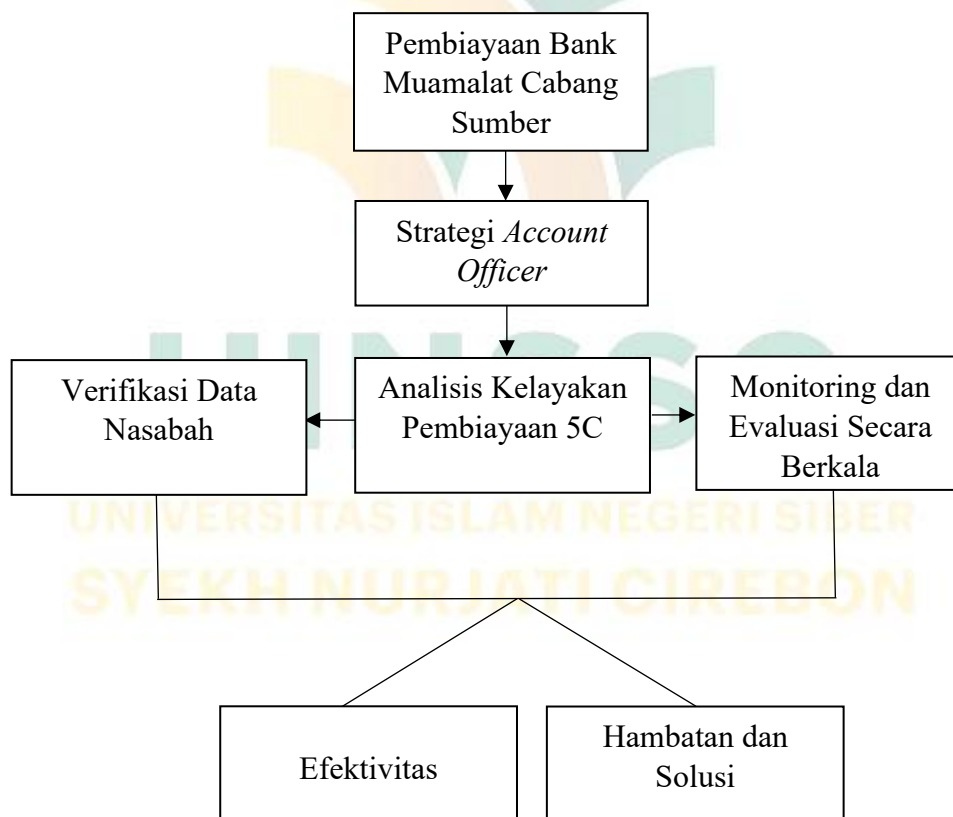 Pembiayaan Bank
Muamalat Cabang
Sumber
Strategi Account
Officer
Verifikasi Data
Nasabah
Analisis Kelayakan
Pembiayaan 5C
Monitoring dan
Evaluasi Secara
Berkala
UINSSC
UNIVERSITAS ISLAM NEGERI SIBER
SYEKH NURJATI CIREBON
Efektivitas
Hambatan dan
Solusi